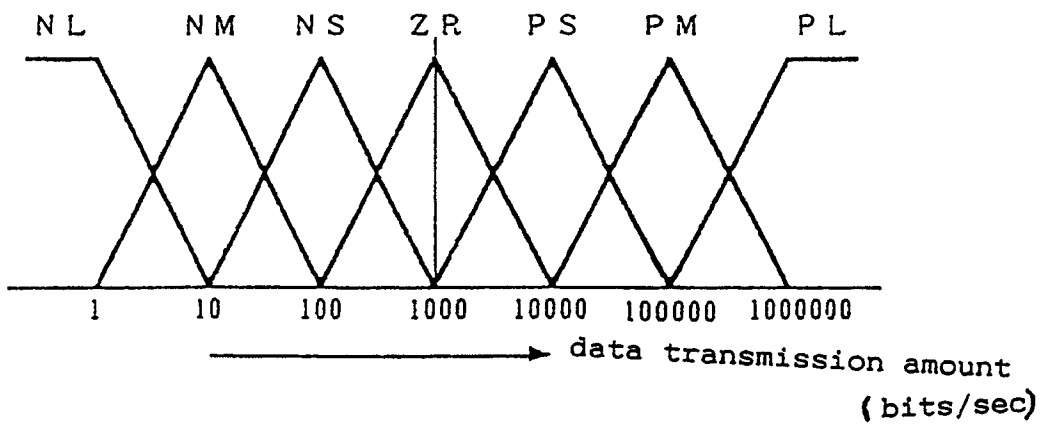 NL NM NS ZR PS PM PL
1 10 100 1000 10000 100000 1000000
data transmission amount
(bits/sec)